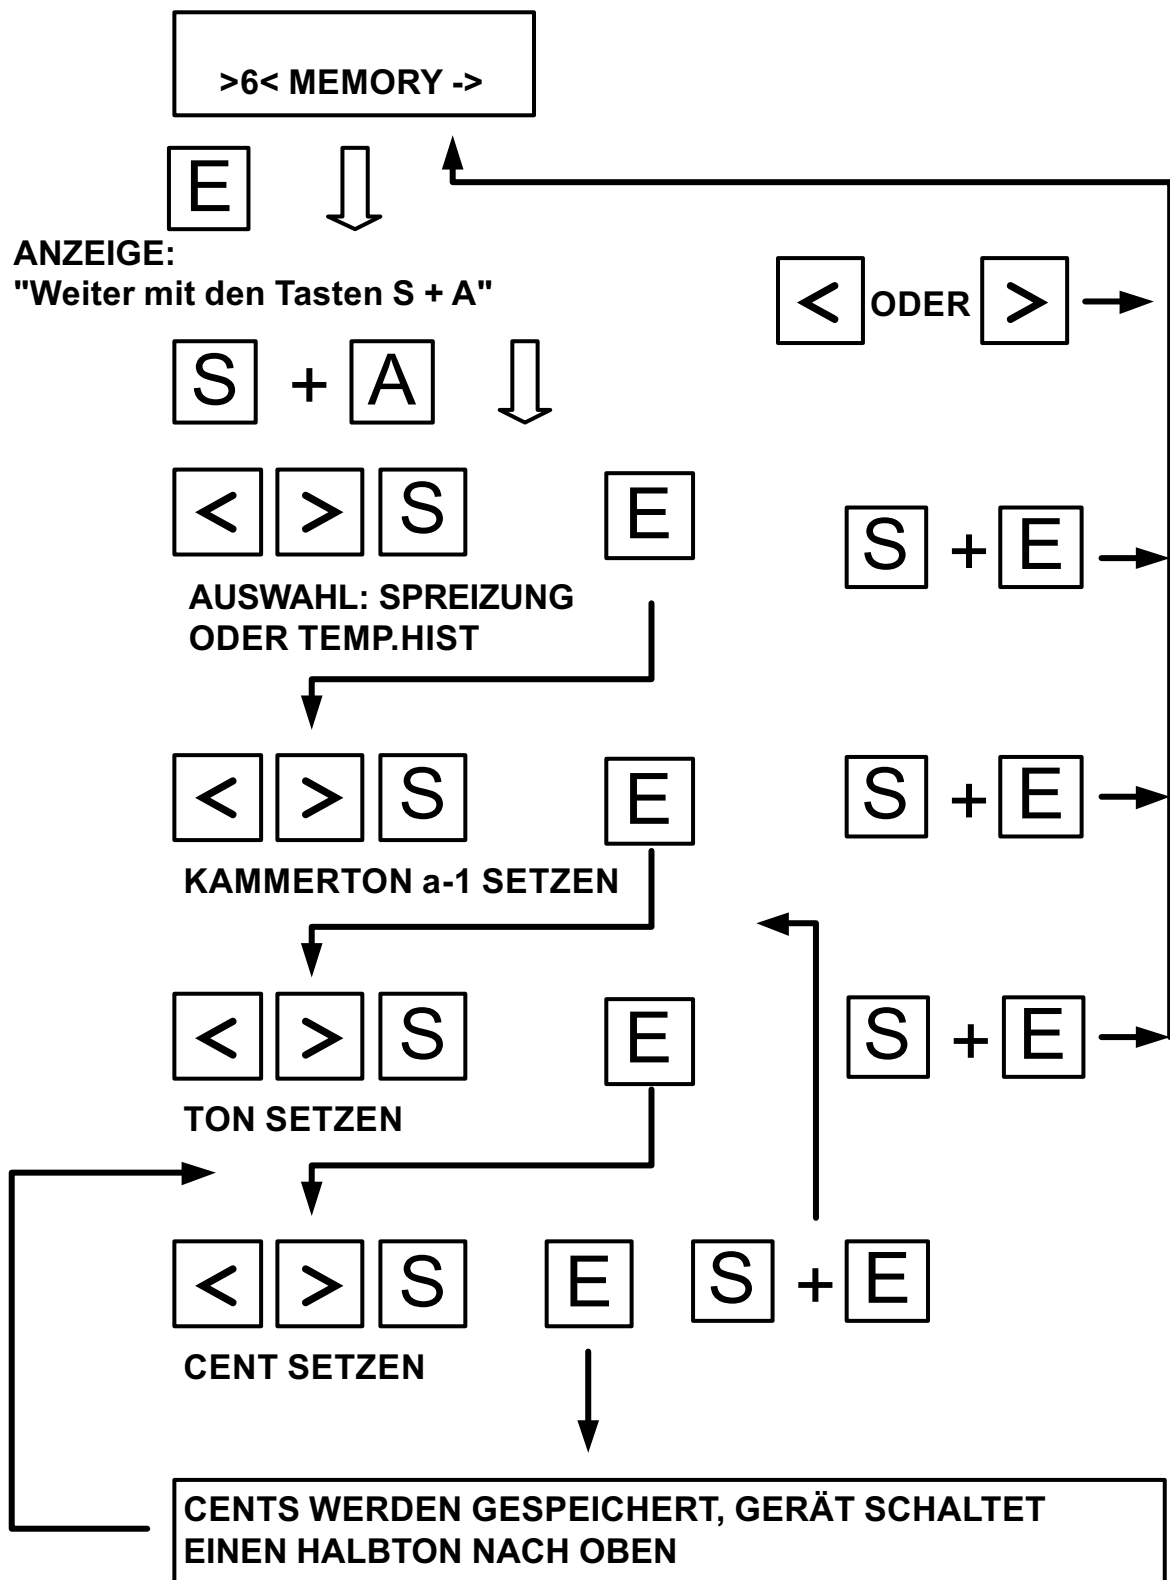 >6< MEMORY ->
E
ANZEIGE:
"Weiter mit den Tasten S + A"
< ODER >
S + A
< > S E S + E
AUSWAHL: SPREIZUNG
ODER TEMP.HIST
< > S E S + E
KAMMERTON a-1 SETZEN
< > S E S + E
TON SETZEN
< > S E S + E
CENT SETZEN
CENTS WERDEN GESPEICHERT, GERÄT SCHALTET
EINEN HALBTON NACH OBEN